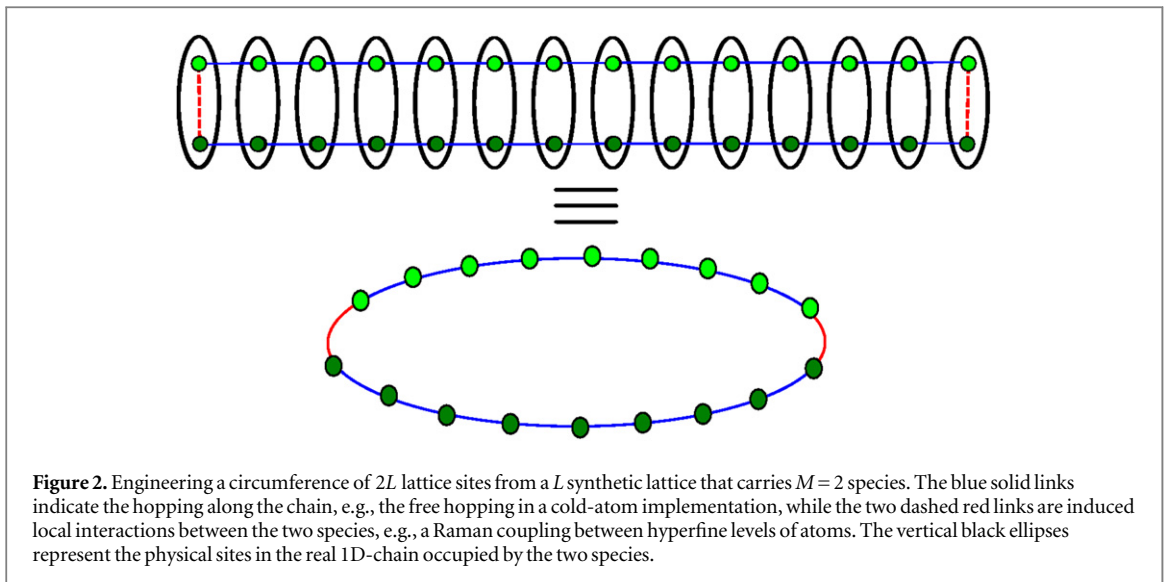 Figure 2. Engineering a circumference of 2L lattice sites from a L synthetic lattice that carries M = 2 species. The blue solid links
indicate the hopping along the chain, e.g., the free hopping in a cold-atom implementation, while the two dashed red links are induced
local interactions between the two species, e.g., a Raman coupling between hyperfine levels of atoms. The vertical black ellipses
represent the physical sites in the real 1D-chain occupied by the two species.